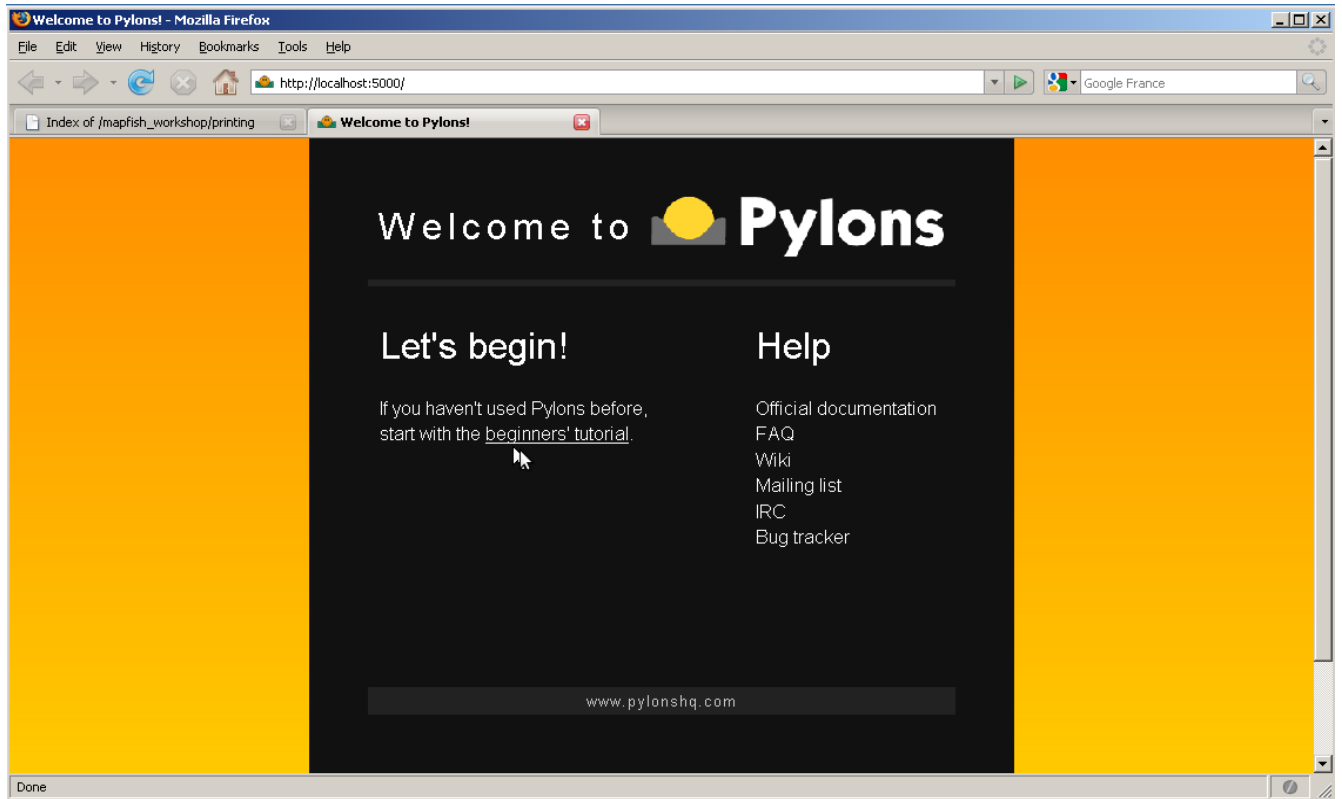 Welcome to Pylons! - Mozilla Firefox
File Edit View History Bookmarks Tools Help
http://localhost:5000/ Google France
Index of /mapfish_workshop/printing Welcome to Pylons!
Welcome to Pylons
Let's begin!
If you haven't used Pylons before,
start with the beginners' tutorial.
Help
Official documentation
FAQ
Wiki
Mailing list
IRC
Bug tracker
www.pylonshq.com
Done